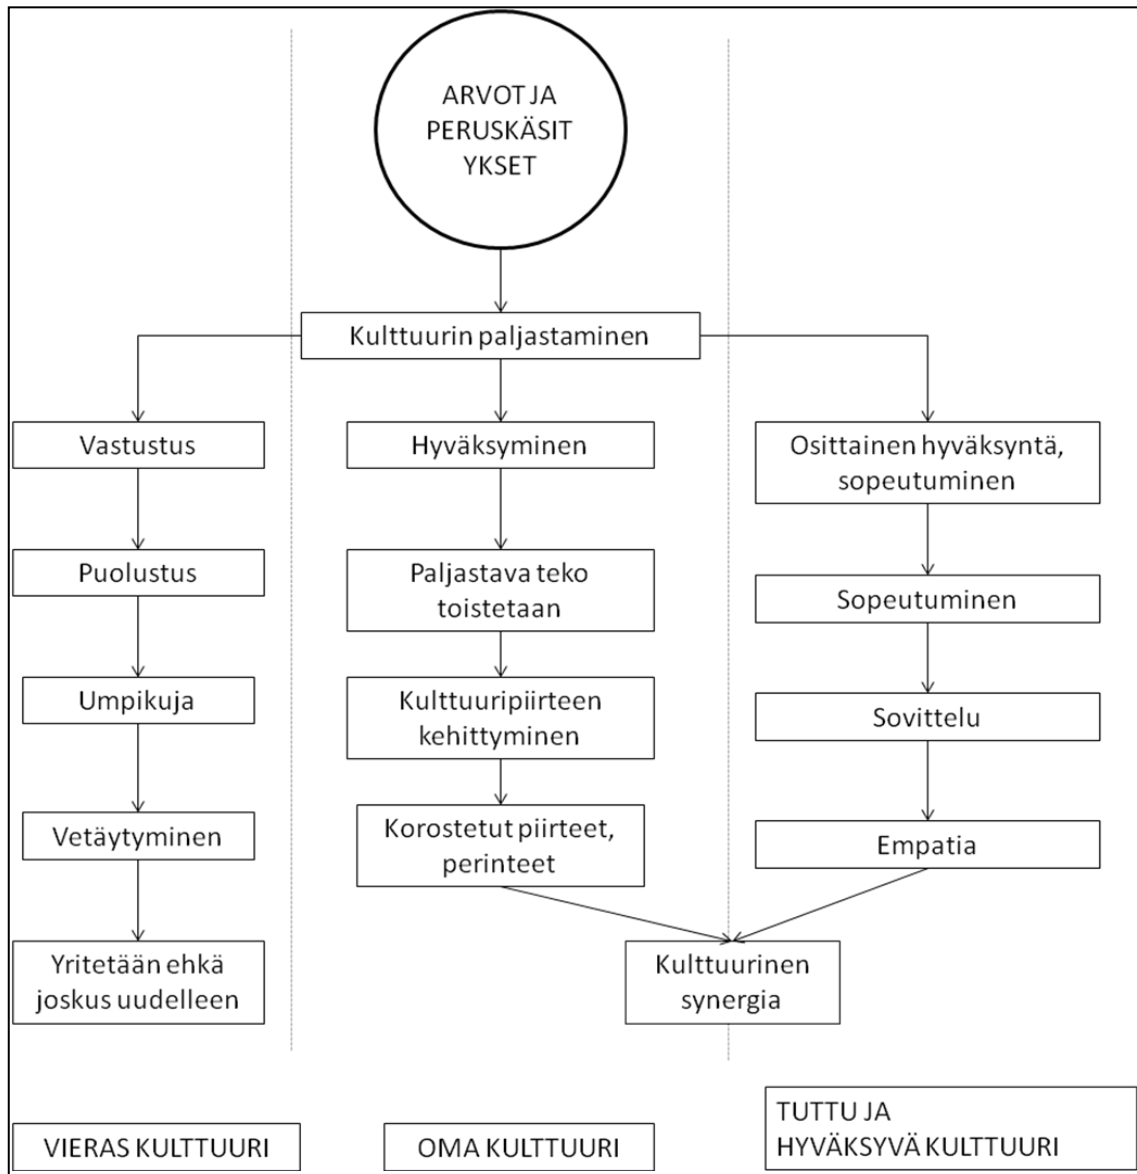 ARVOT JA
PERUSKÄSIT
YKSET
Kulttuurin paljastaminen
Vastustus
Hyväksyminen
Osittainen hyväksyntä,
sopeutuminen
Puolustus
Paljastava teko
toistetaan
Sopeutuminen
Umpikuja
Kulttuuripiirteen
kehittyminen
Sovittelu
Vetäytyminen
Korostetut piirteet,
perinteet
Empatia
Yritetään ehkä
joskus uudelleen
Kulttuurinen
synergia
VIERAS KULTTUURI
OMA KULTTUURI
TUTTU JA
HYVÄKSYVÄ KULTTUURI